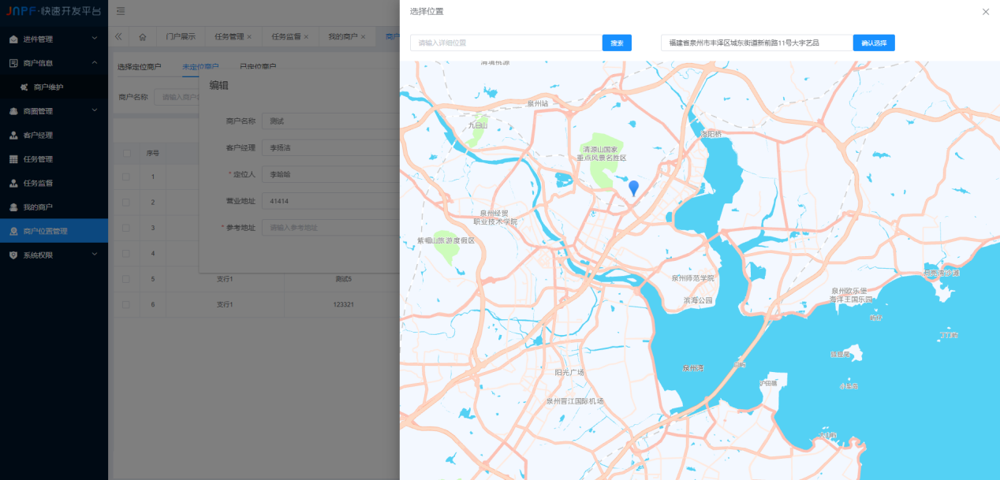 JNPF·快速开发平台
进件管理
商户信息
商户维护
商圈管理
客户经理
任务管理
任务监督
我的商户
商户位置管理
系统权限
门户展示
任务管理 ×
任务监督 ×
我的商户 ×
商户
选择定位商户
未定位商户
已定位商户
商户名称
请输入商户
序号
1
2
3
4
5 支行1 测试5
6 支行1 123321
编辑
商户名称 测试
客户经理 李扬洁
* 定位人 李哈哈
营业地址 41414
* 参考地址 请输入参考地址
选择位置
请输入详细位置
搜索
福建省泉州市丰泽区城东街道新前路11号大宇艺品
确认选择
清境桃源
泉州站
九日山
洛阳桥
清源山国家
重点风景名胜区
泉州经贸
职业技术学院
紫帽山旅游度假区
泉州师范学院
滨海公园
泉州欧乐堡
海洋王国乐园
泉州湾
阳光广场
泉州晋江国际机场